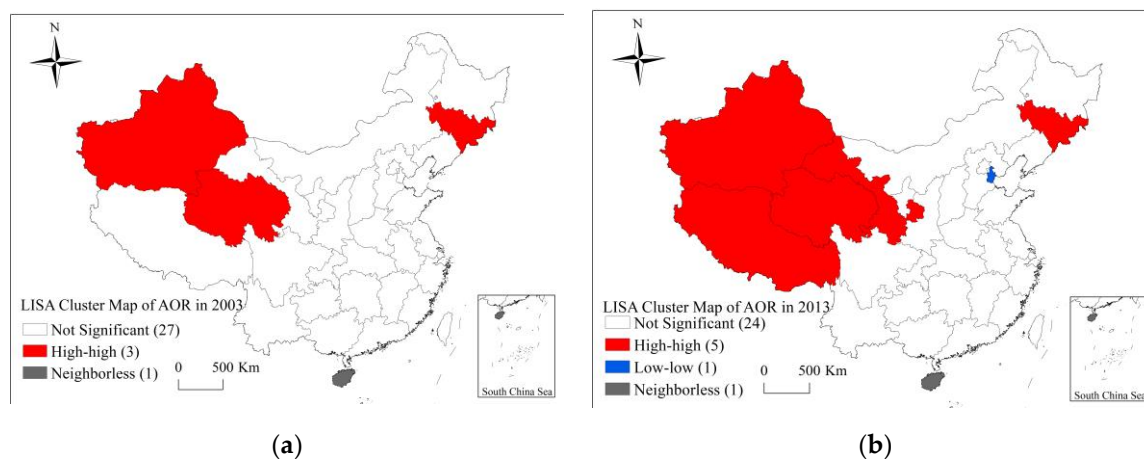 N
LISA Cluster Map of AOR in 2003
Not Significant (27)
High-high (3)
Neighborless (1)
0 500 Km
South China Sea
(a)
N
LISA Cluster Map of AOR in 2013
Not Significant (24)
High-high (5)
Low-low (1)
Neighborless (1)
0 500 Km
South China Sea
(b)